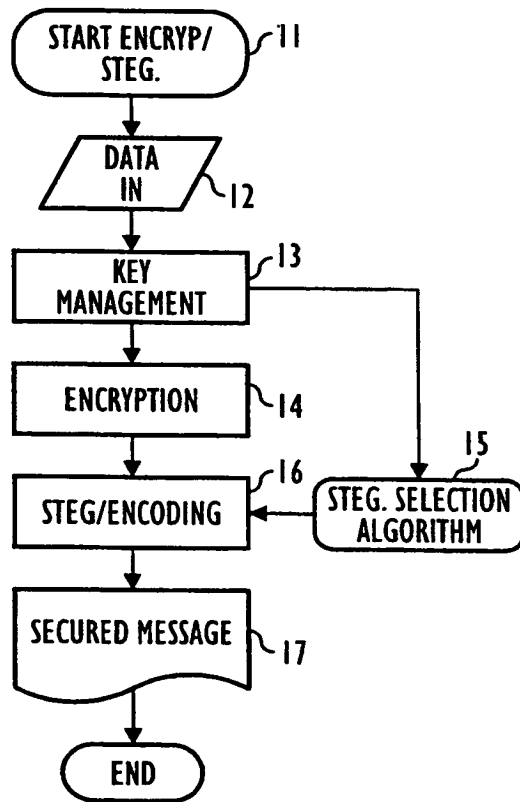 START ENCRYP/
STEG.
11
DATA
IN
12
KEY
MANAGEMENT
13
ENCRYPTION
14
15
STEG. SELECTION
ALGORITHM
16
STEG/ENCODING
SECURED MESSAGE
17
END